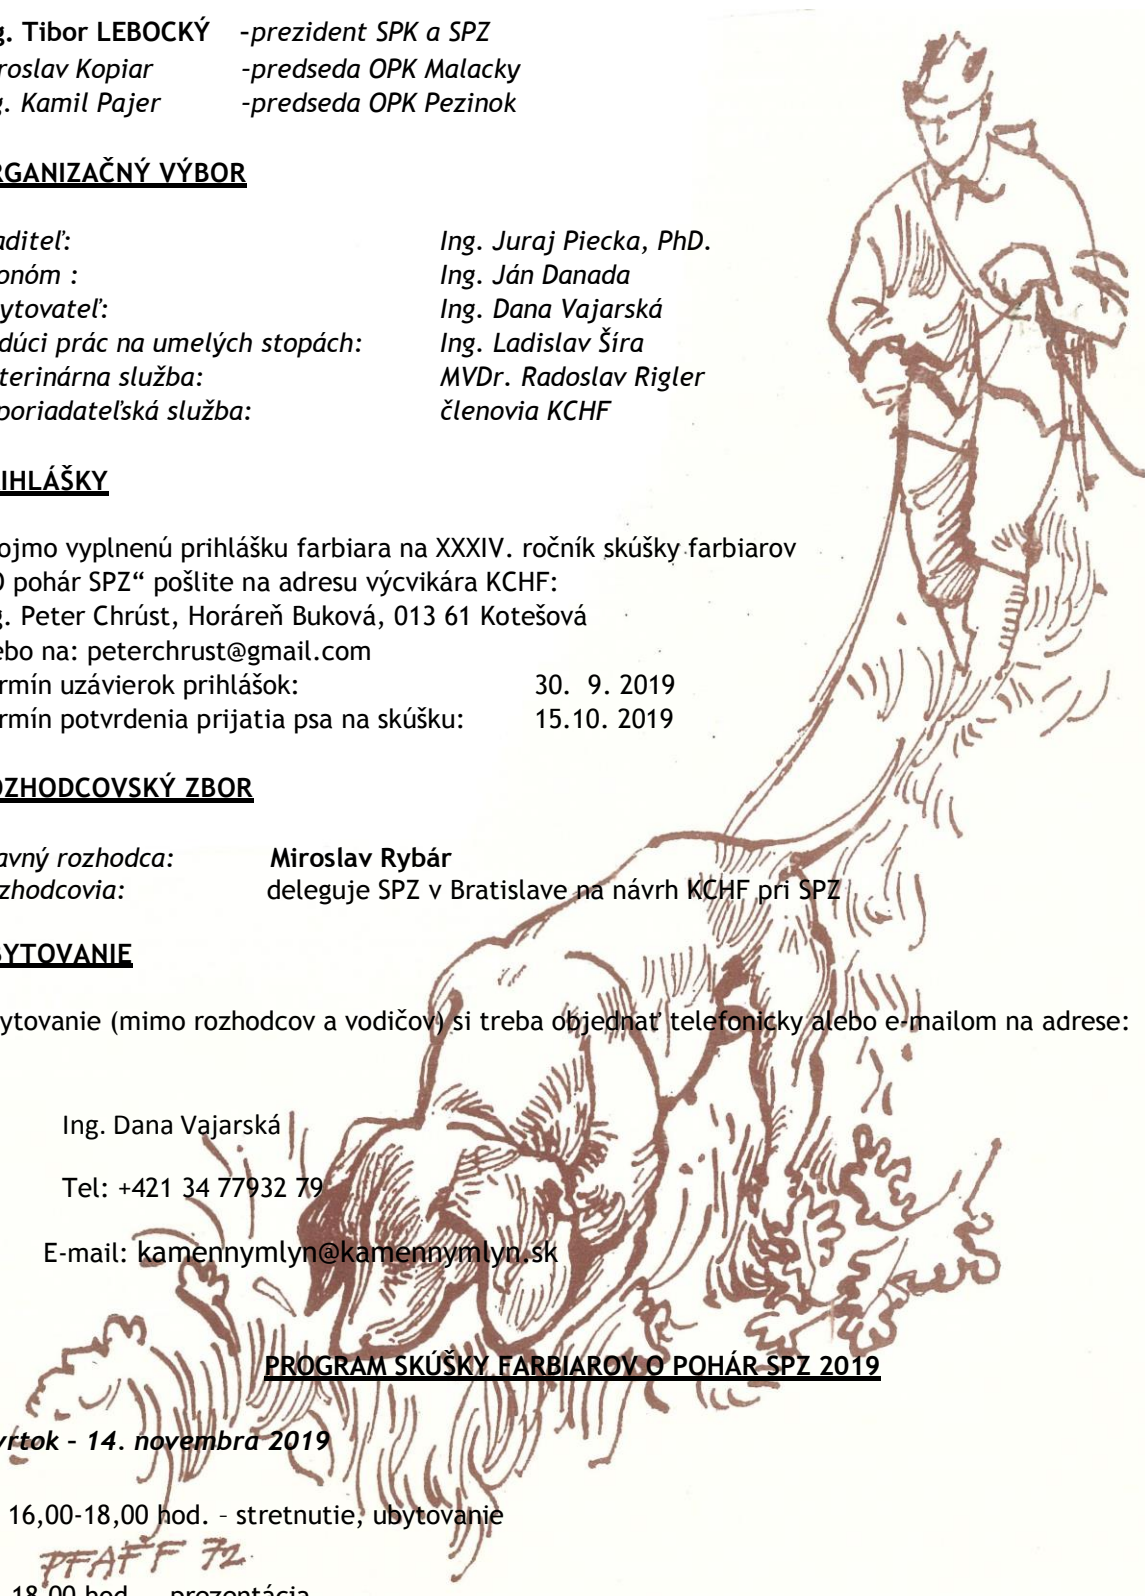 g. Tibor LEBOCKÝ -prezident SPK a SPZ
roslav Kopiar -predseda OPK Malacky
g. Kamil Pajer -predseda OPK Pezinok
RGANIZAČNÝ VÝBOR
aditeľ: Ing. Juraj Piecka, PhD.
onóm : Ing. Ján Danada
ytovateľ: Ing. Dana Vajarská
dúci prác na umelých stopách: Ing. Ladislav Šíra
terinárna služba: MVDr. Radoslav Rigler
poriadateľská služba: členovia KCHF
IHLÁŠKY
ojmo vyplnenú prihlášku farbiara na XXXIV. ročník skúšky farbiarov
O pohár SPZ“ pošlite na adresu výcvikára KCHF:
g. Peter Chrúst, Horáreň Buková, 013 61 Kotešová
ebo na: peterchrust@gmail.com
rmín uzávierok prihlášok: 30. 9. 2019
rmín potvrdenia prijatia psa na skúšku: 15.10. 2019
OZHODCOVSKÝ ZBOR
avný rozhodca: Miroslav Rybár
zhodcovia: deleguje SPZ v Bratislave na návrh KCHF pri SPZ
BYTOVANIE
ytovanie (mimo rozhodcov a vodičov) si treba objednať telefonicky alebo e-mailom na adrese:
Ing. Dana Vajarská
Tel: +421 34 77932 79
E-mail: kamennymlyn@kamennymlyn.sk
PROGRAM SKÚŠKY FARBIAROV O POHÁR SPZ 2019
vrtok – 14. novembra 2019
16,00-18,00 hod. – stretnutie, ubytovanie
PFAFF 72
18,00 hod. – prezentácia